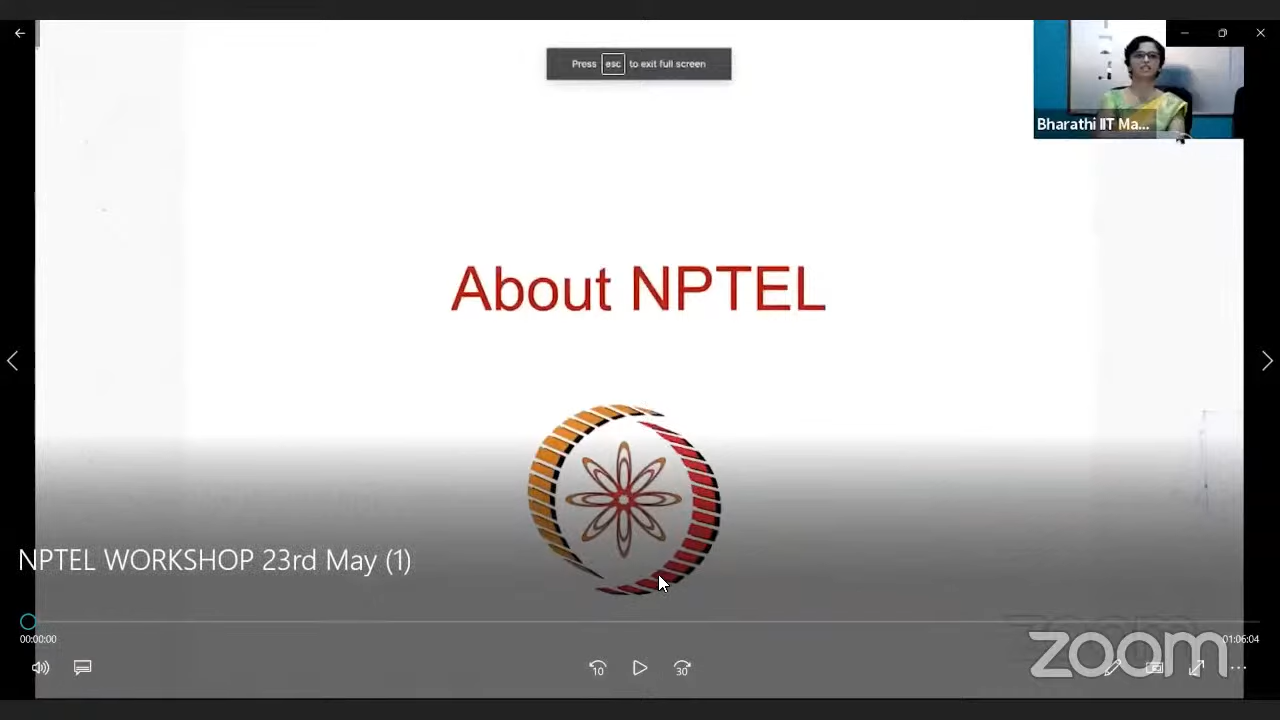 Press esc to exit full screen
Bharathi IIT Ma...
About NPTEL
NPTEL WORKSHOP 23rd May (1)
00:00:00
01:06:04
zoom
10
30